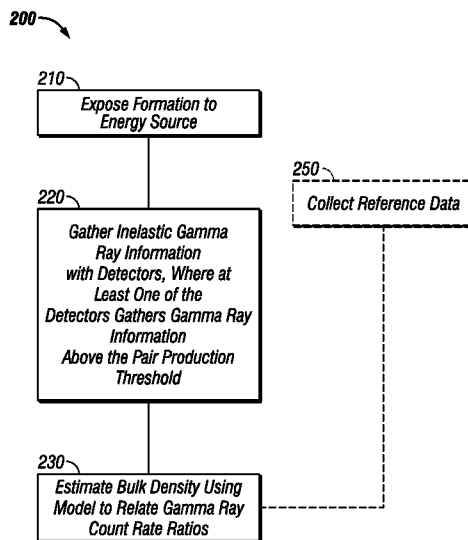 200
210
Expose Formation to
Energy Source
220
Gather Inelastic Gamma
Ray Information
with Detectors, Where at
Least One of the
Detectors Gathers Gamma Ray
Information
Above the Pair Production
Threshold
250
Collect Reference Data
230
Estimate Bulk Density Using
Model to Relate Gamma Ray
Count Rate Ratios